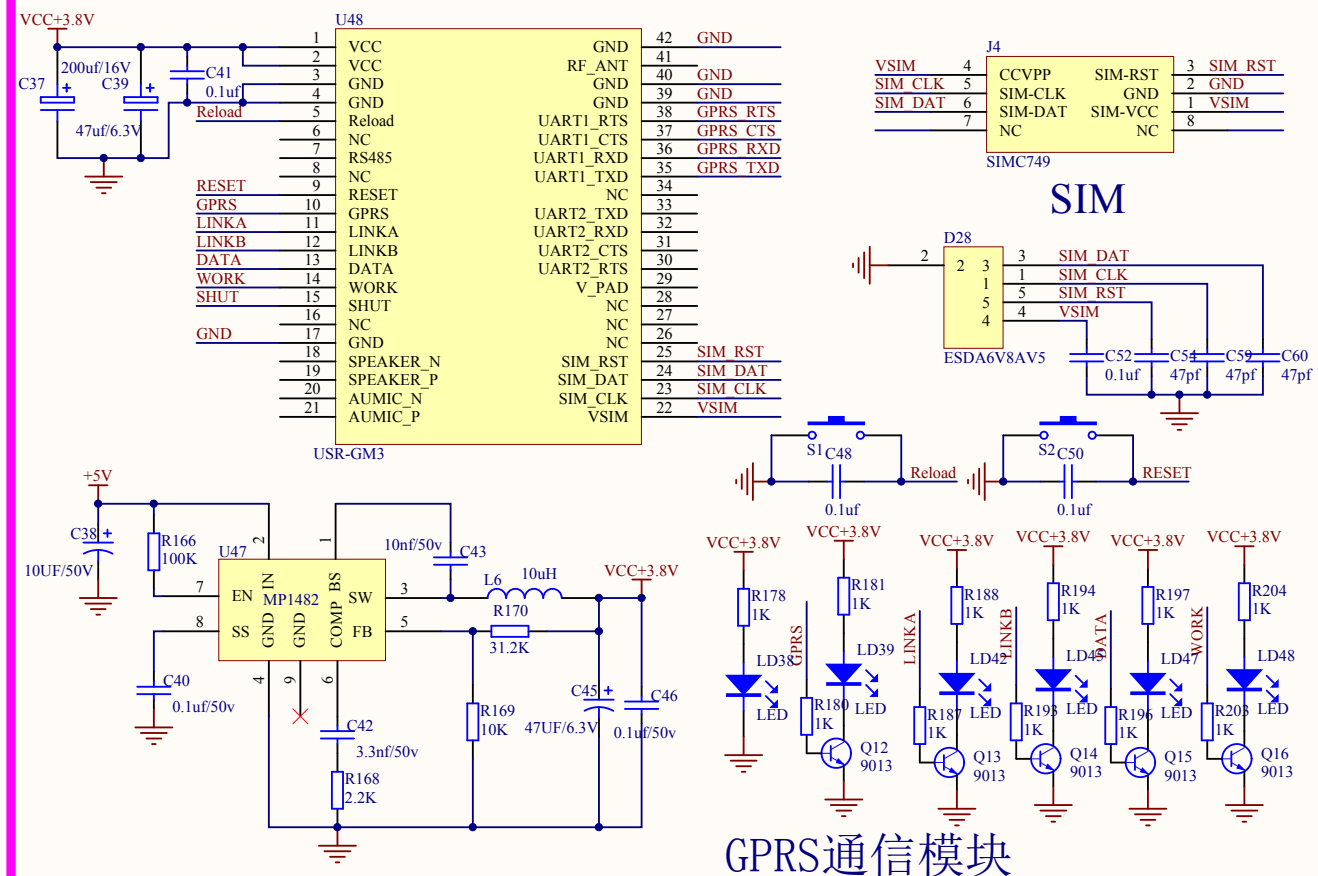 VCC+3.8V
C37
200uf/16V
C39
47uf/6.3V
C41
0.1uf
Reload
RESET
GPRS
LINKA
LINKB
DATA
WORK
SHUT
GND
U48
1 VCC
2 VCC
3 GND
4 GND
5 Reload
6 NC
7 RS485
8 NC
9 RESET
10 GPRS
11 LINKA
12 LINKB
13 DATA
14 WORK
15 SHUT
16 NC
17 GND
18 SPEAKER_N
19 SPEAKER_P
20 AUMIC_N
21 AUMIC_P
GND 42 GND
RF_ANT 41
GND 40 GND
GND 39 GND
UART1_RTS 38 GPRS_RTS
UART1_CTS 37 GPRS_CTS
UART1_RXD 36 GPRS_RXD
UART1_TXD 35 GPRS_TXD
NC 34
UART2_TXD 33
UART2_RXD 32
UART2_CTS 31
UART2_RTS 30
V_PAD 29
NC 28
NC 27
NC 26
SIM_RST 25 SIM_RST
SIM_DAT 24 SIM_DAT
SIM_CLK 23 SIM_CLK
VSIM 22 VSIM
USR-GM3
J4
VSIM 4 CCVPP SIM-RST 3 SIM_RST
SIM_CLK 5 SIM-CLK GND 2 GND
SIM_DAT 6 SIM-DAT SIM-VCC 1 VSIM
7 NC NC 8
SIMC749
SIM
D28
2 2 3 3 SIM_DAT
1 1 SIM_CLK
5 5 SIM_RST
4 4 VSIM
ESDA6V8AV5
C52
0.1uf
C54
47pf
C59
47pf
C60
47pf
S1 C48
0.1uf
Reload
S2 C50
0.1uf
RESET
+5V
C38
10UF/50V
R166
100K
U47
MP1482
2 IN
1 BS
7 EN
8 SS
3 SW
5 FB
4 GND
9 GND
6 COMP
C40
0.1uf/50v
C42
3.3nf/50v
R168
2.2K
10nf/50v
C43
L6 10uH
R170
31.2K
R169
10K
VCC+3.8V
C45
47UF/6.3V
C46
0.1uf/50v
VCC+3.8V
R178
1K
LD38
LED
VCC+3.8V
R181
1K
GPRS
LD39
LED
R180
1K
Q12
9013
VCC+3.8V
R188
1K
LINKA
LD42
LED
R187
1K
Q13
9013
VCC+3.8V
R194
1K
LINKB
LD45
LED
R193
1K
Q14
9013
VCC+3.8V
R197
1K
DATA
LD47
LED
R196
1K
Q15
9013
VCC+3.8V
R204
1K
WORK
LD48
LED
R203
1K
Q16
9013
GPRS通信模块